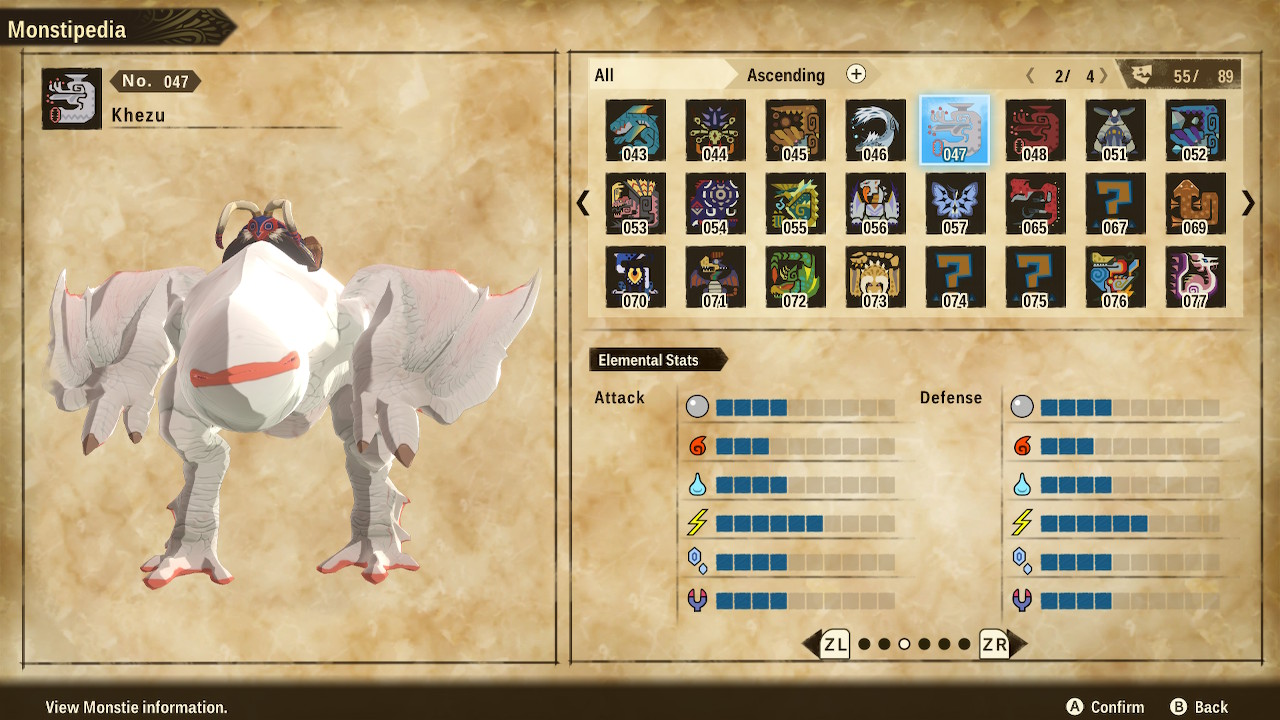 Monstipedia
No. 047
Khezu
All
Ascending
2/ 4
55/ 89
043 044 045 046 047 048 051 052
053 054 055 056 057 065 067 069
070 071 072 073 074 075 076 077
Elemental Stats
Attack
Defense
ZL
ZR
View Monstie information.
A Confirm
B Back